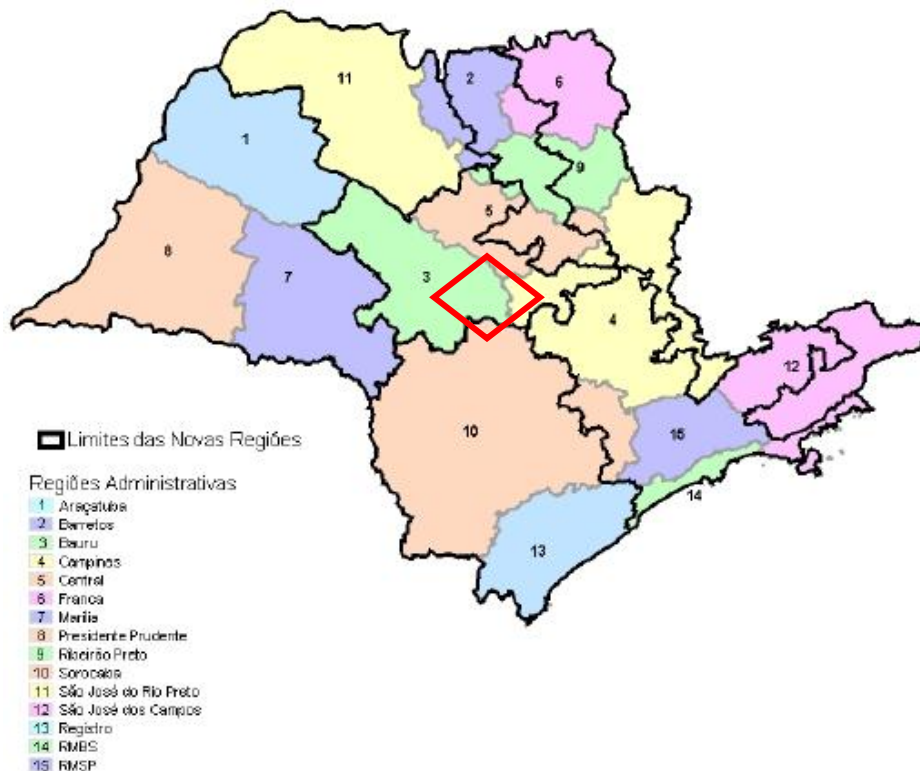 11
2
6
1
9
5
8
7
3
4
12
10
15
14
13
Limites das Novas Regiões
Regiões Administrativas
1 Araçatuba
2 Barretos
3 Bauru
4 Campinas
5 Central
6 Franca
7 Marília
8 Presidente Prudente
9 Ribeirão Preto
10 Sorocaba
11 São José do Rio Preto
12 São José dos Campos
13 Registro
14 RMBS
15 RMSP